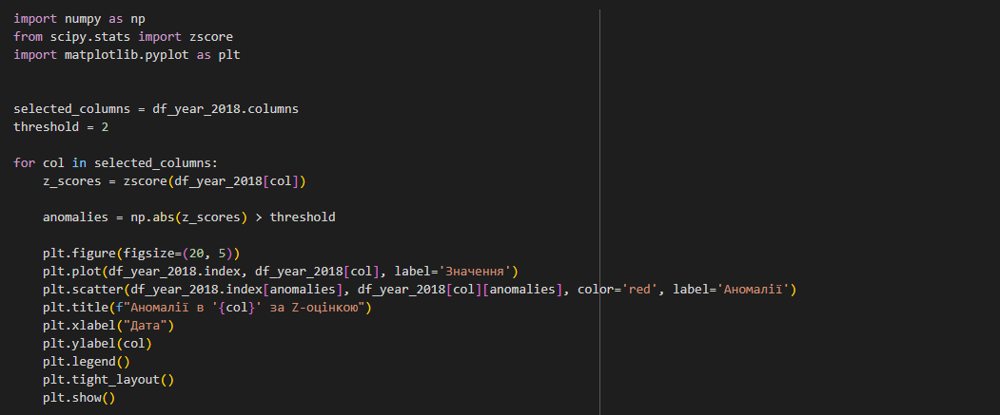 import numpy as np
from scipy.stats import zscore
import matplotlib.pyplot as plt
selected_columns = df_year_2018.columns
threshold = 2
for col in selected_columns:
    z_scores = zscore(df_year_2018[col])
    anomalies = np.abs(z_scores) > threshold
    plt.figure(figsize=(20, 5))
    plt.plot(df_year_2018.index, df_year_2018[col], label='Значення')
    plt.scatter(df_year_2018.index[anomalies], df_year_2018[col][anomalies], color='red', label='Аномалії')
    plt.title(f"Аномалії в '{col}' за Z-оцінкою")
    plt.xlabel("Дата")
    plt.ylabel(col)
    plt.legend()
    plt.tight_layout()
    plt.show()